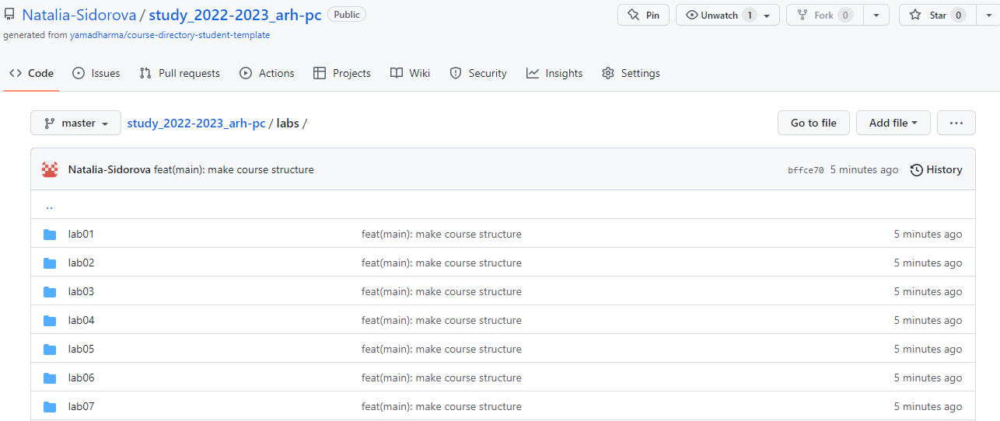 Natalia-Sidorova / study_2022-2023_arh-pc Public Pin Unwatch 1 Fork 0 Star 0
generated from yamadharma/course-directory-student-template
Code Issues Pull requests Actions Projects Wiki Security Insights Settings
master study_2022-2023_arh-pc / labs / Go to file Add file ...
Natalia-Sidorova feat(main): make course structure bffce70 5 minutes ago History
..
lab01 feat(main): make course structure 5 minutes ago
lab02 feat(main): make course structure 5 minutes ago
lab03 feat(main): make course structure 5 minutes ago
lab04 feat(main): make course structure 5 minutes ago
lab05 feat(main): make course structure 5 minutes ago
lab06 feat(main): make course structure 5 minutes ago
lab07 feat(main): make course structure 5 minutes ago